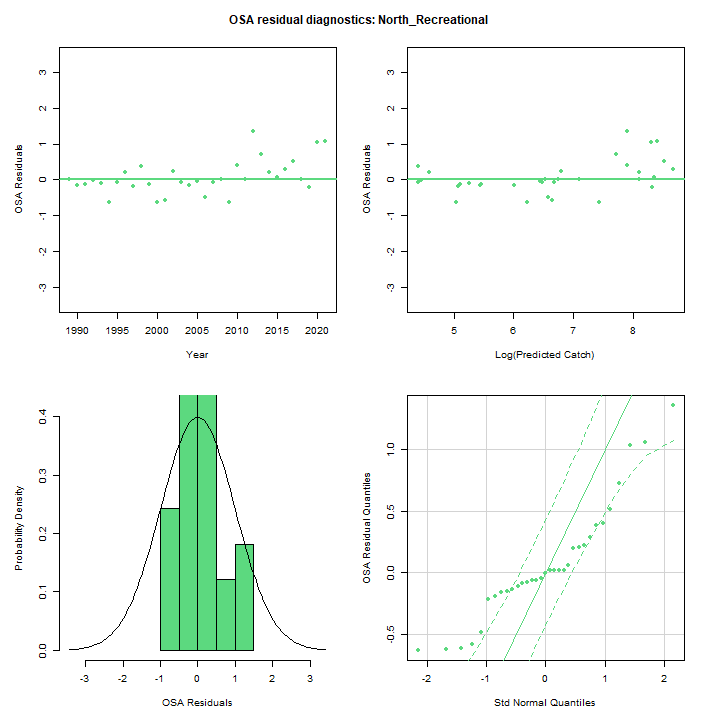 OSA residual diagnostics: North_Recreational
OSA Residuals
3
2
1
0
-1
-2
-3
1990 1995 2000 2005 2010 2015 2020
Year
OSA Residuals
3
2
1
0
-1
-2
-3
5 6 7 8
Log(Predicted Catch)
Probability Density
0.4
0.3
0.2
0.1
0.0
-3 -2 -1 0 1 2 3
OSA Residuals
OSA Residual Quantiles
1.0
0.5
0.0
-0.5
-2 -1 0 1 2
Std Normal Quantiles